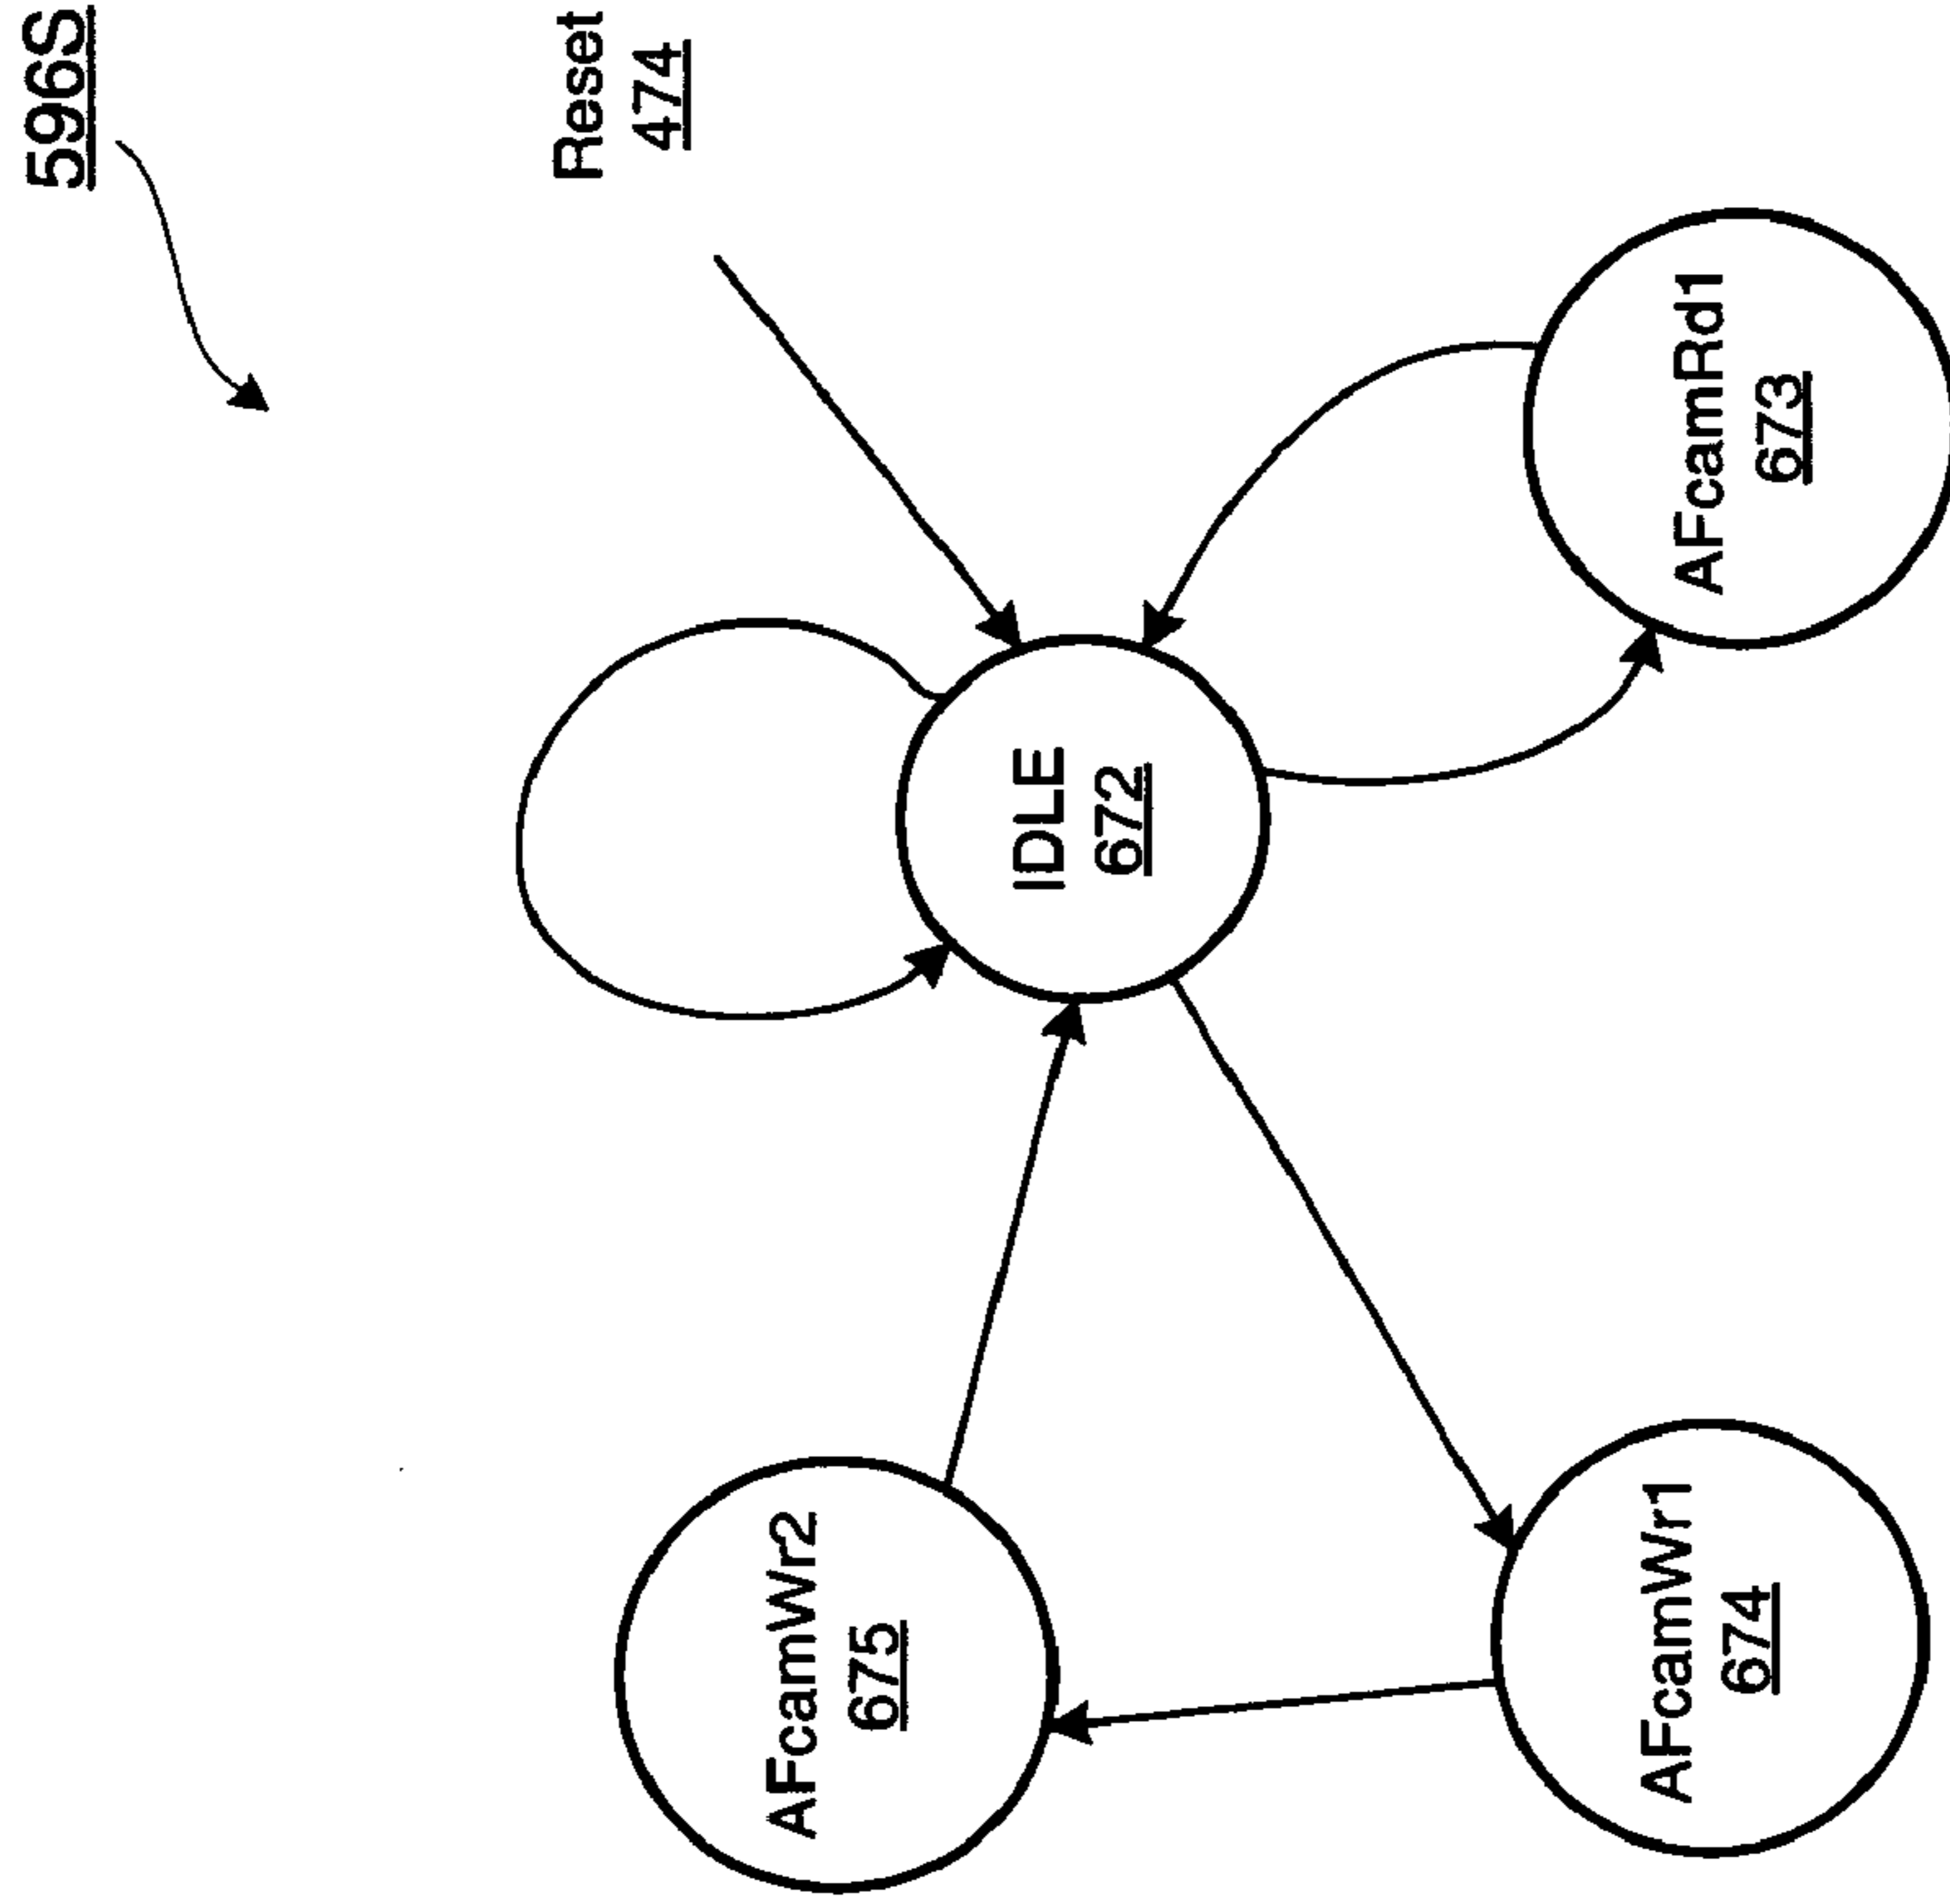 596S
Reset
474
AFcamWr2
675
IDLE
672
AFcamWr1
674
AFcamRd1
673